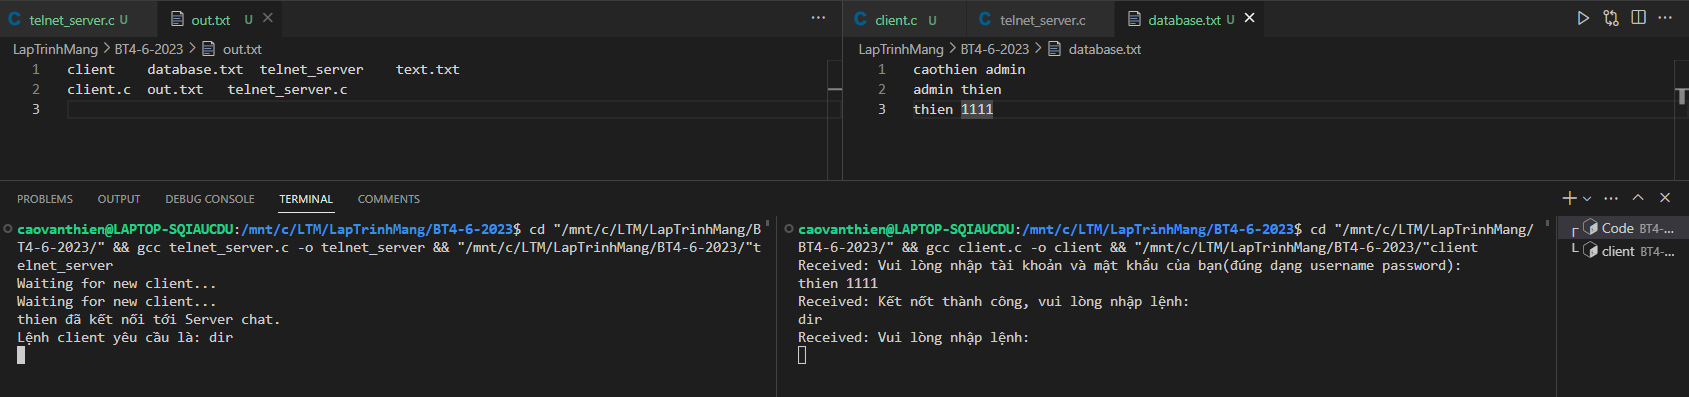 telnet_server.c U out.txt U
LapTrinhMang > BT4-6-2023 > out.txt
1 client database.txt telnet_server text.txt
2 client.c out.txt telnet_server.c
3
client.c U telnet_server.c database.txt U
LapTrinhMang > BT4-6-2023 > database.txt
1 caothien admin
2 admin thien
3 thien 1111
PROBLEMS OUTPUT DEBUG CONSOLE TERMINAL COMMENTS
caovanthien@LAPTOP-SQIAUCDU:/mnt/c/LTM/LapTrinhMang/BT4-6-2023$ cd "/mnt/c/LTM/LapTrinhMang/B
T4-6-2023/" && gcc telnet_server.c -o telnet_server && "/mnt/c/LTM/LapTrinhMang/BT4-6-2023/"t
elnet_server
Waiting for new client...
Waiting for new client...
thien đã kết nối tới Server chat.
Lệnh client yêu cầu là: dir
caovanthien@LAPTOP-SQIAUCDU:/mnt/c/LTM/LapTrinhMang/BT4-6-2023$ cd "/mnt/c/LTM/LapTrinhMang/
BT4-6-2023/" && gcc client.c -o client && "/mnt/c/LTM/LapTrinhMang/BT4-6-2023/"client
Received: Vui lòng nhập tài khoản và mật khẩu của bạn(đúng dạng username password):
thien 1111
Received: Kết nốt thành công, vui lòng nhập lệnh:
dir
Received: Vui lòng nhập lệnh:
Code BT4-...
client BT4-...